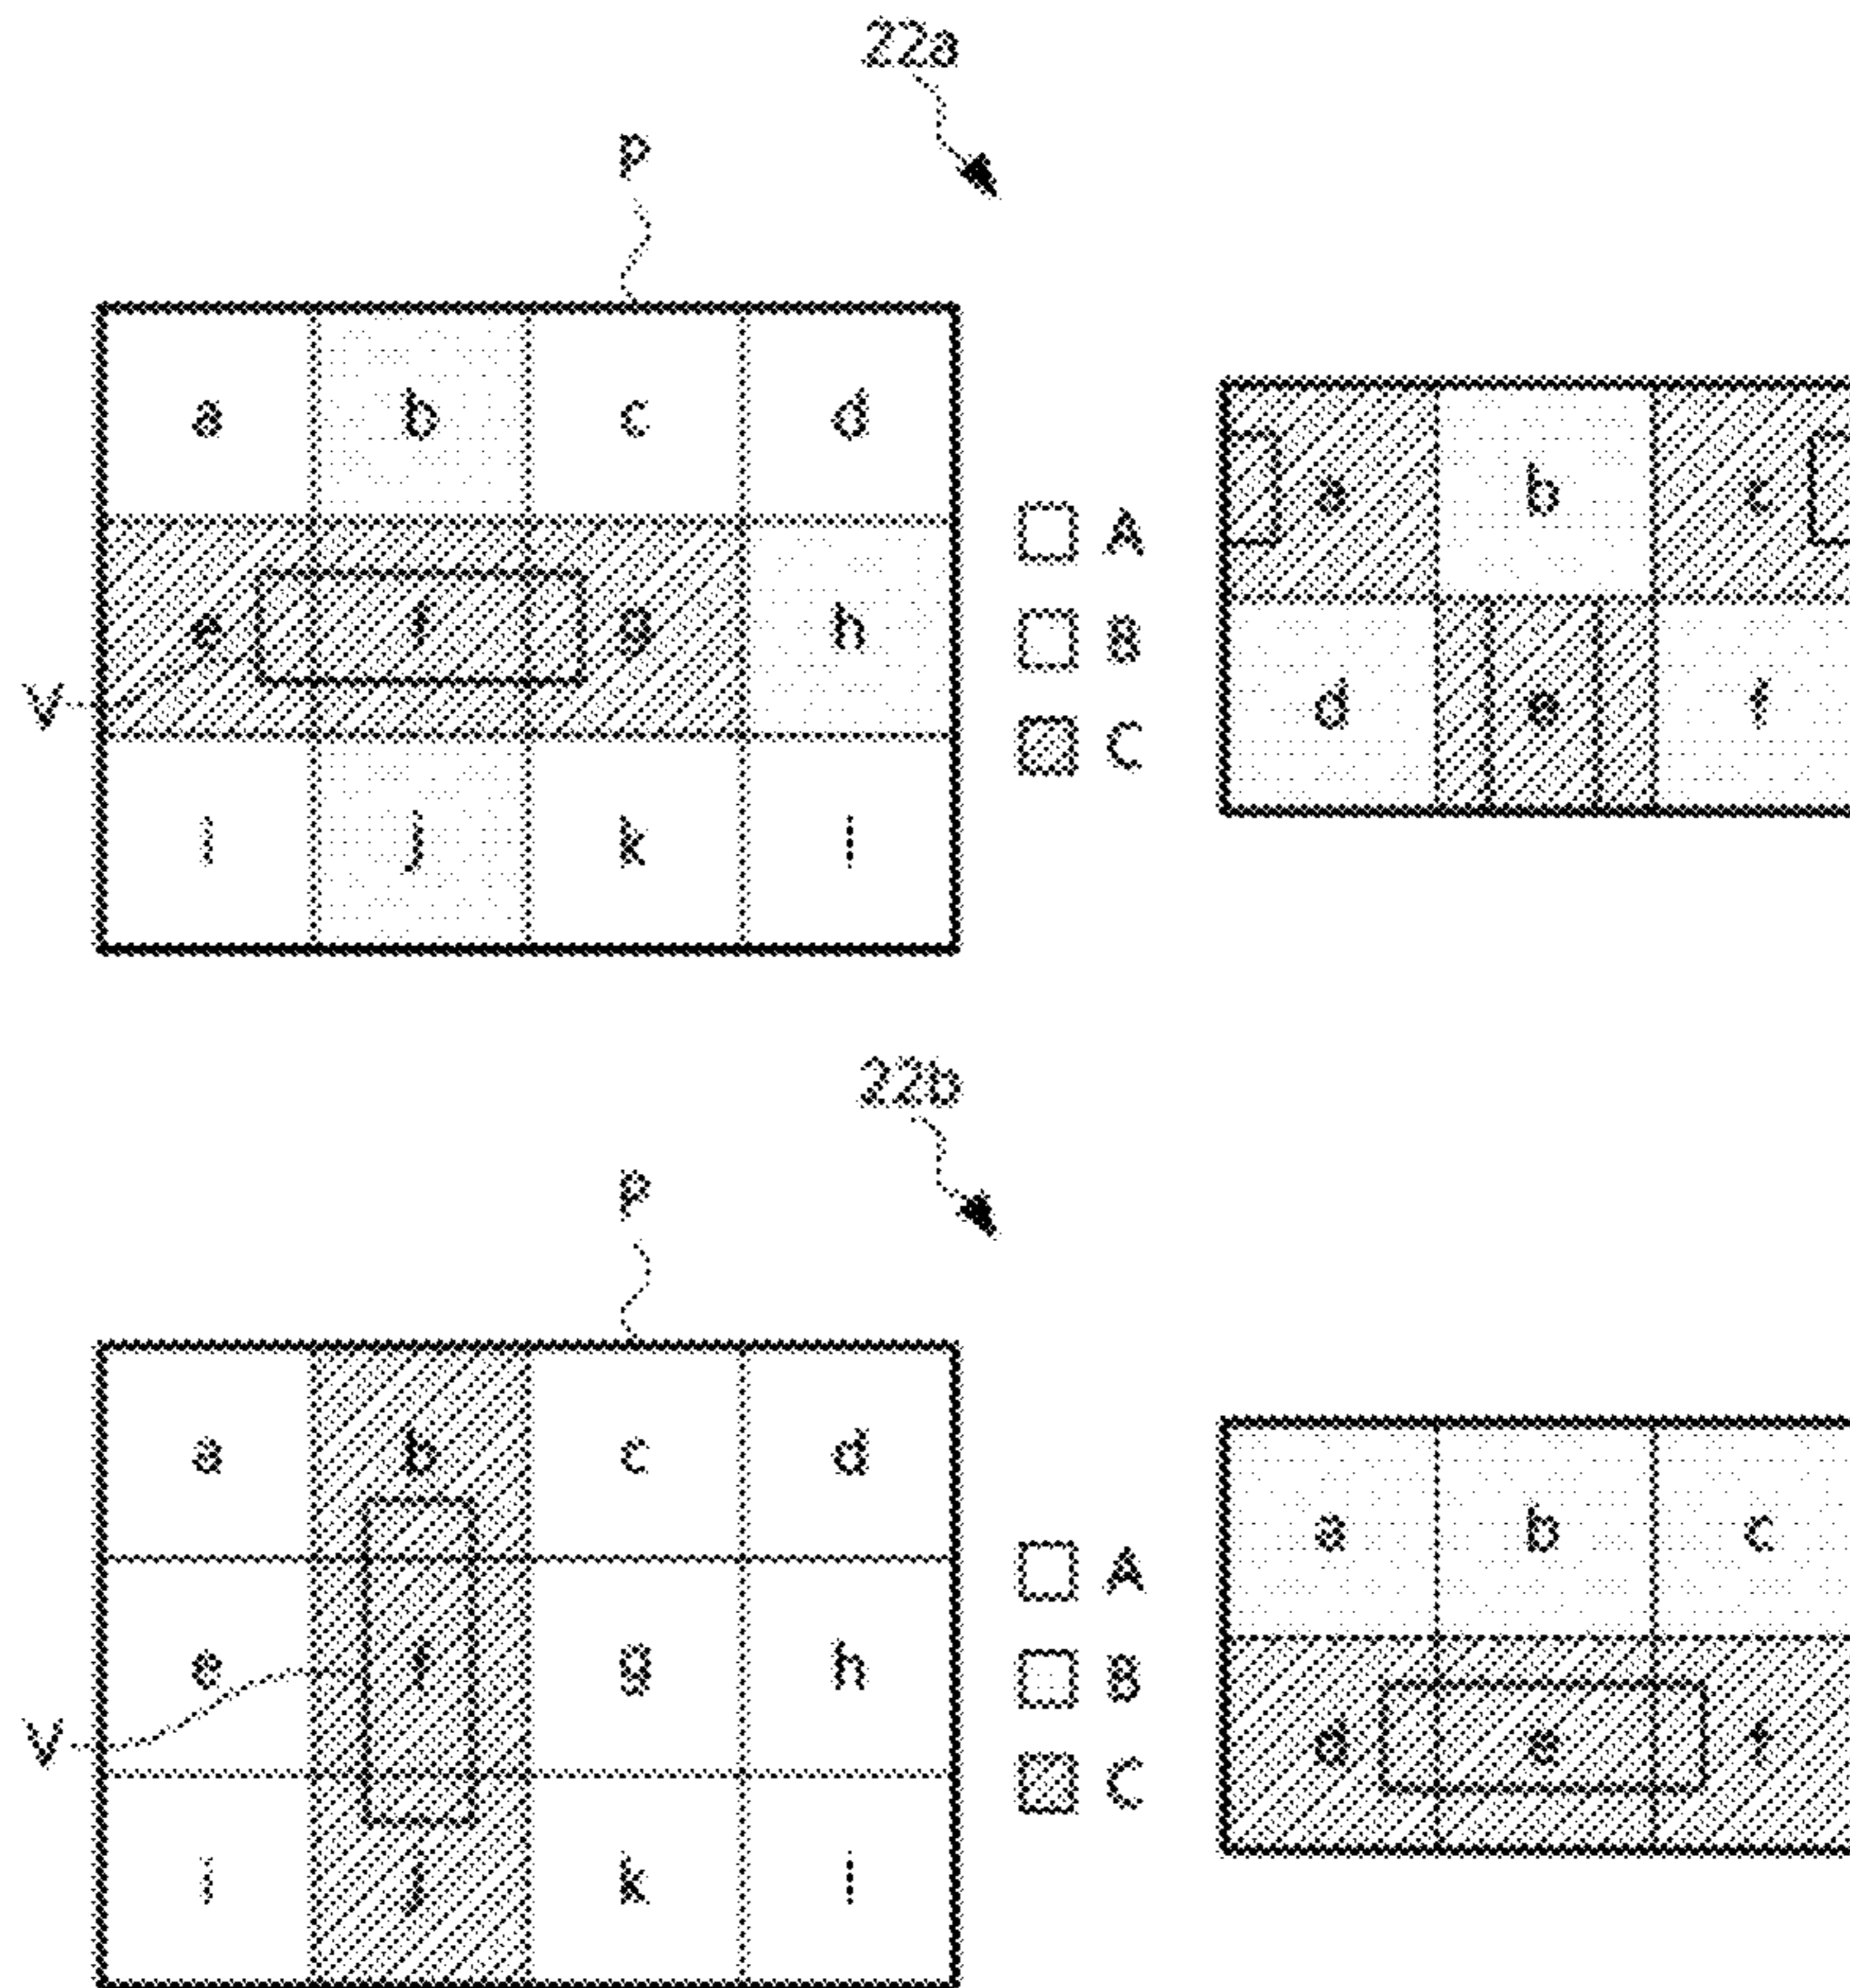 22a
P
a b c d
e f g h
i j k l
V
A
B
C
a b c
d e f
22b
P
a b c d
e f g h
i j k l
V
A
B
C
a b c
d e f